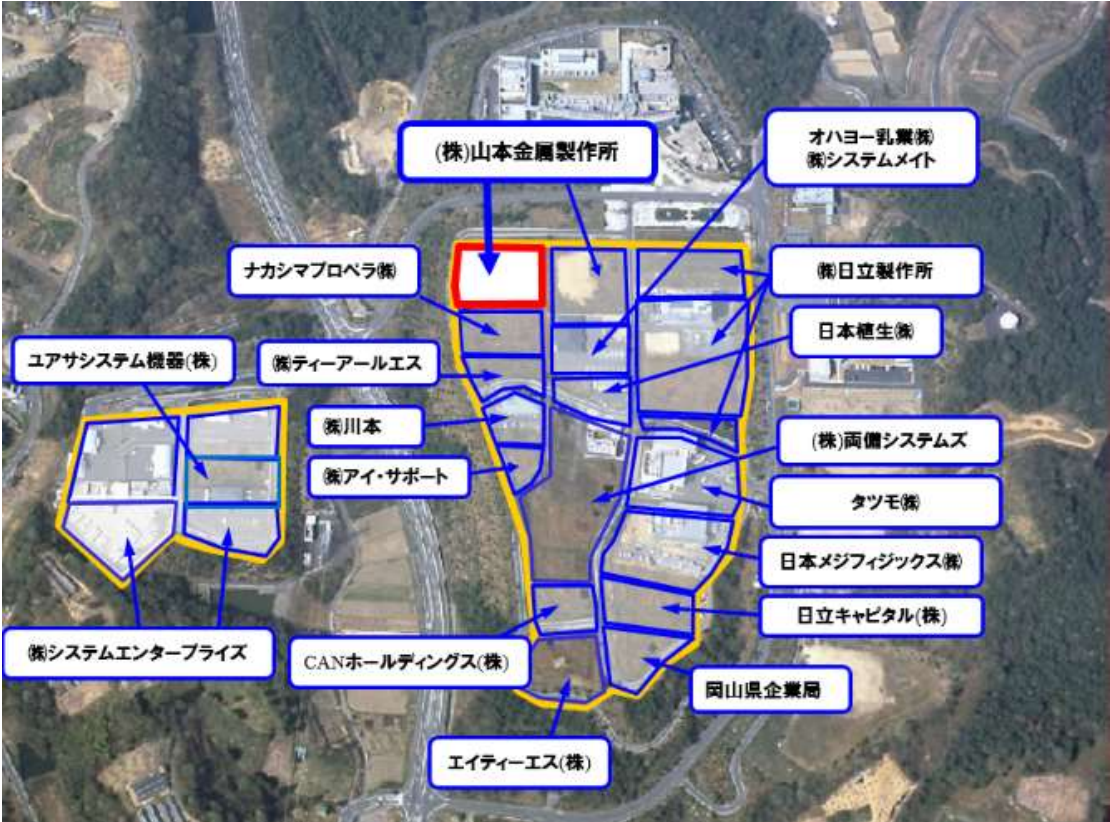 (株)山本金属製作所
オハヨー乳業㈱
㈱システムメイト
ナカシマプロペラ㈱
㈱日立製作所
日本植生㈱
ユアサシステム機器(株)
㈱ティーアールエス
㈱川本
(株)両備システムズ
㈱アイ・サポート
タツモ㈱
日本メジフィジックス㈱
日立キャピタル(株)
㈱システムエンタープライズ
CANホールディングス(株)
岡山県企業局
エイティーエス(株)